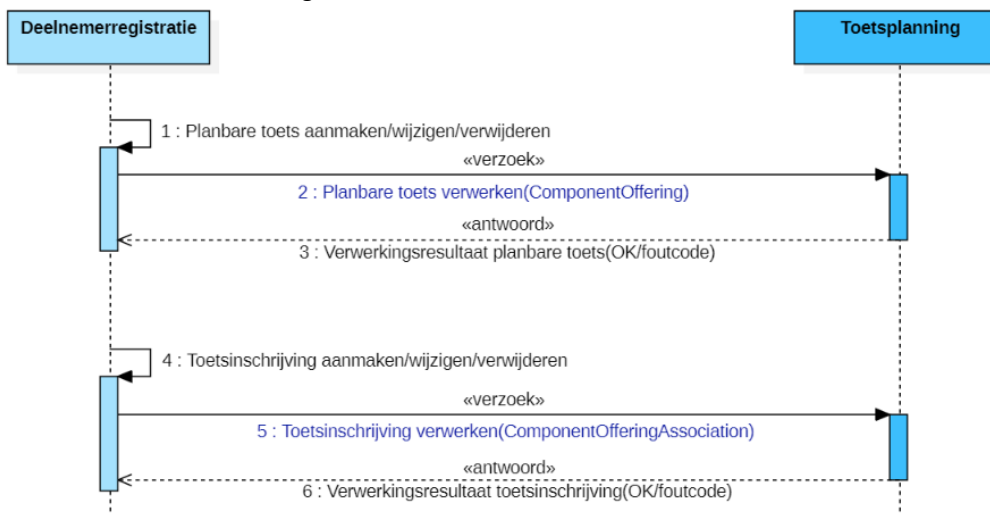 Deelnemerregistratie
Toetsplanning
1 : Planbare toets aanmaken/wijzigen/verwijderen
«verzoek»
2 : Planbare toets verwerken(ComponentOffering)
«antwoord»
3 : Verwerkingsresultaat planbare toets(OK/foutcode)
4 : Toetsinschrijving aanmaken/wijzigen/verwijderen
«verzoek»
5 : Toetsinschrijving verwerken(ComponentOfferingAssociation)
«antwoord»
6 : Verwerkingsresultaat toetsinschrijving(OK/foutcode)